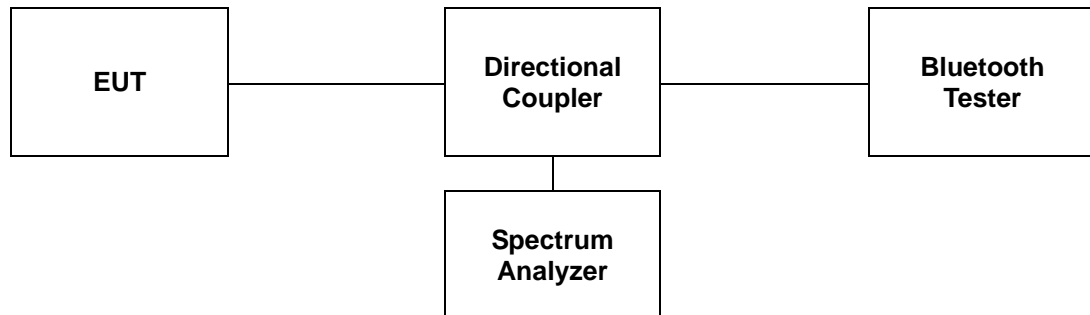 EUT
Directional
Coupler
Bluetooth
Tester
Spectrum
Analyzer